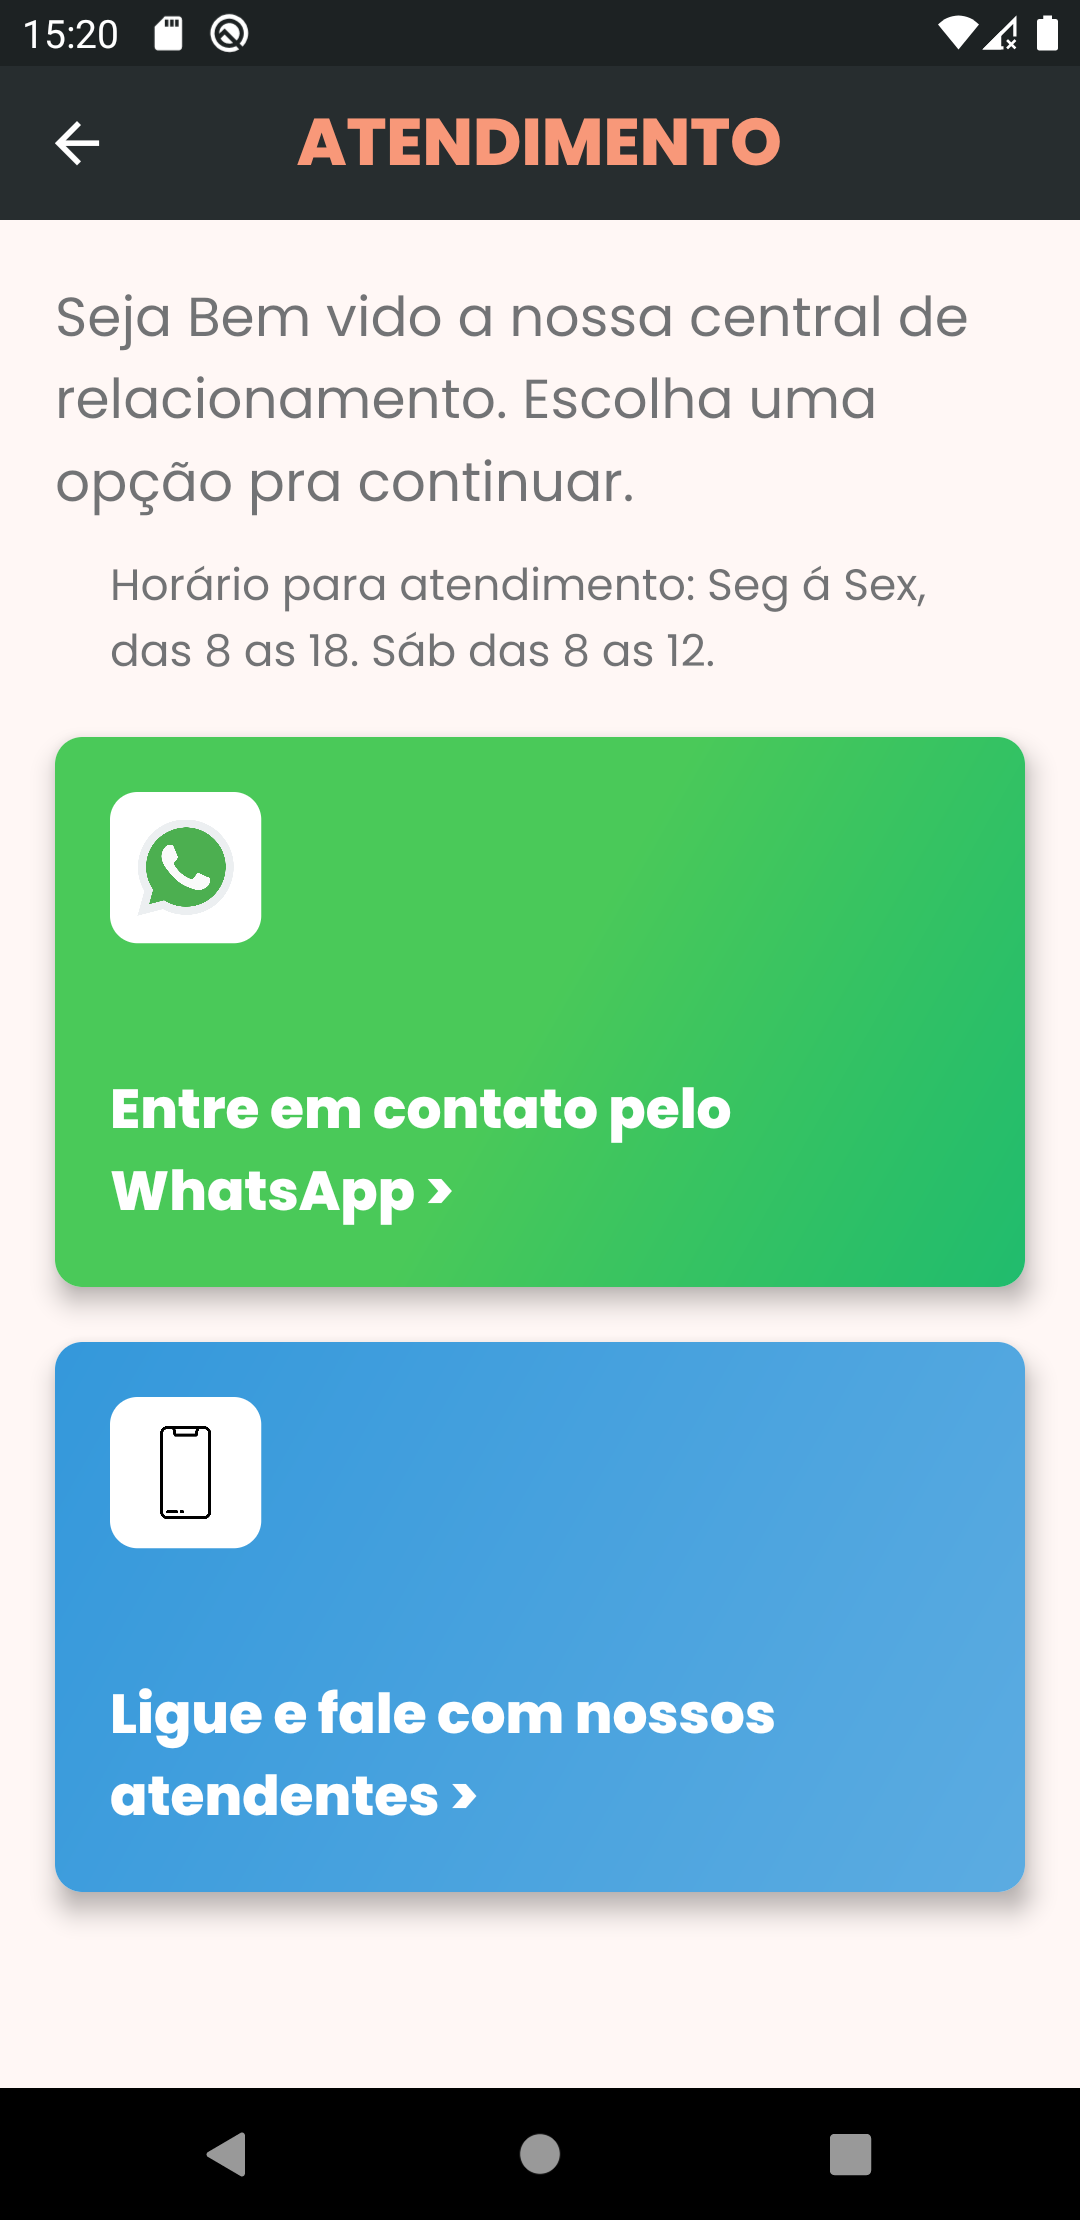 15:20
ATENDIMENTO
Seja Bem vido a nossa central de
relacionamento. Escolha uma
opção pra continuar.
Horário para atendimento: Seg á Sex,
das 8 as 18. Sáb das 8 as 12.
Entre em contato pelo
WhatsApp >
Ligue e fale com nossos
atendentes >